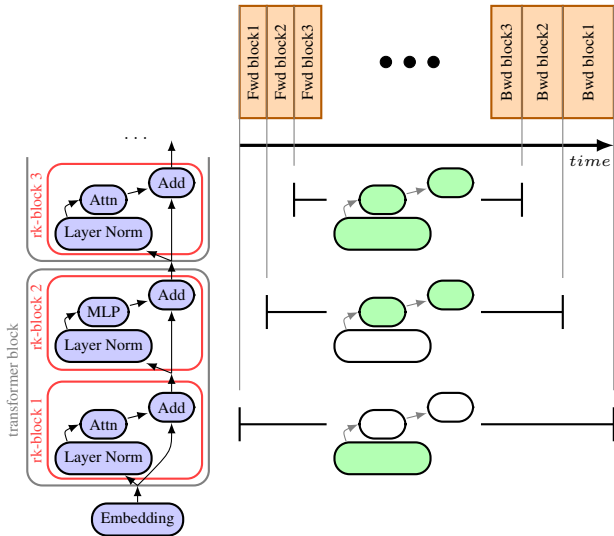 Fwd block1
Fwd block2
Fwd block3
Bwd block3
Bwd block2
Bwd block1
time
. . .
rk-block 3
Attn
Add
Layer Norm
transformer block
rk-block 2
MLP
Add
Layer Norm
rk-block 1
Attn
Add
Layer Norm
Embedding